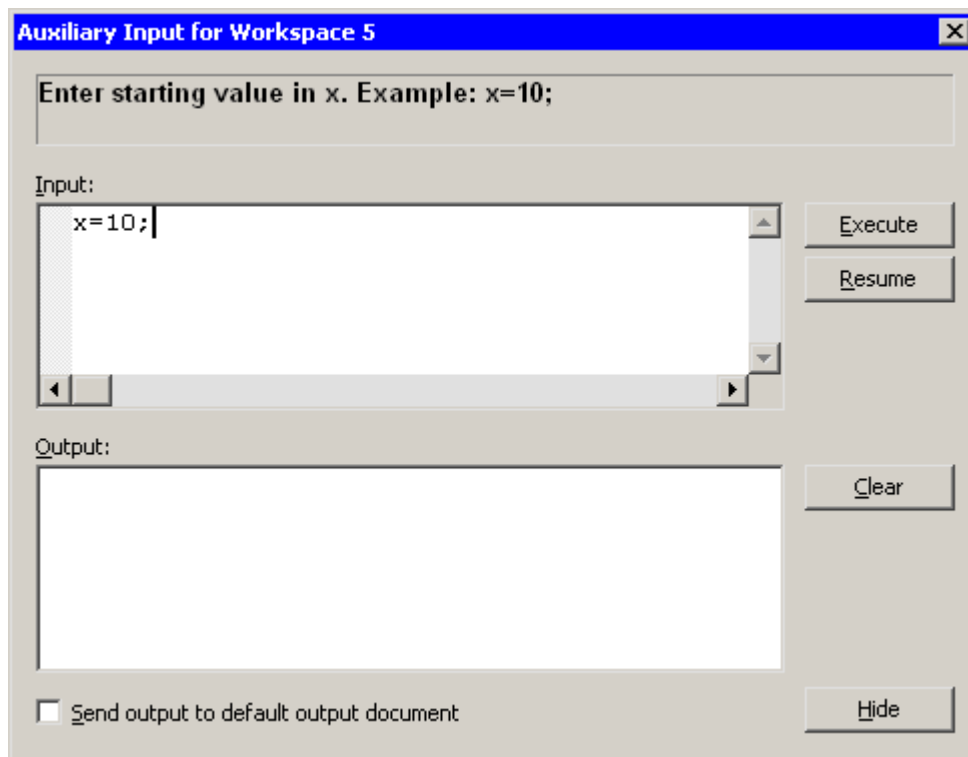 Auxiliary Input for Workspace 5
Enter starting value in x. Example: x=10;
Input:
x=10;
Execute
Resume
Output:
Clear
Send output to default output document
Hide